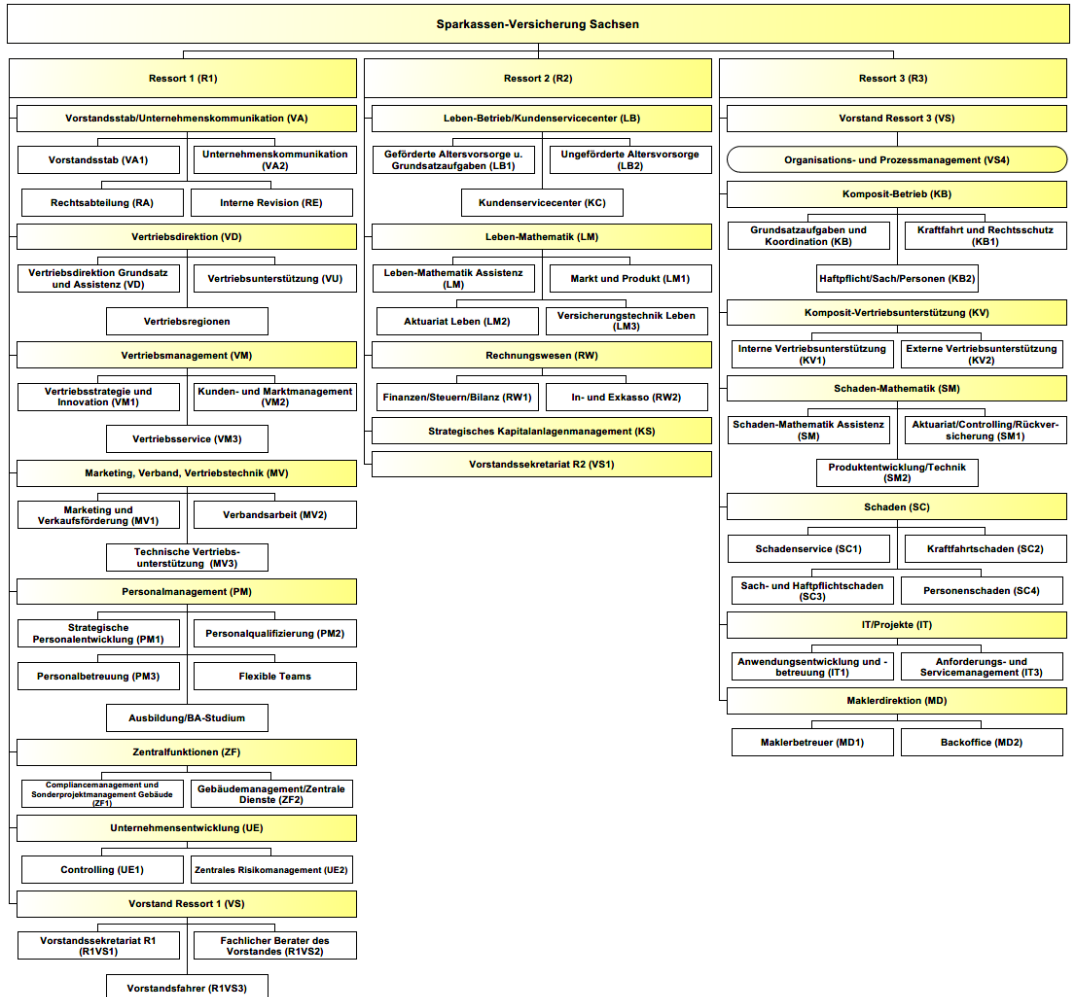 Sparkassen-Versicherung Sachsen
Ressort 1 (R1)
Vorstandsstab/Unternehmenskommunikation (VA)
Vorstandsstab (VA1)
Unternehmenskommunikation
(VA2)
Rechtsabteilung (RA)
Interne Revision (RE)
Vertriebsdirektion (VD)
Vertriebsdirektion Grundsatz
und Assistenz (VD)
Vertriebsunterstützung (VU)
Vertriebsregionen
Vertriebsmanagement (VM)
Vertriebsstrategie und
Innovation (VM1)
Kunden- und Marktmanagement
(VM2)
Vertriebsservice (VM3)
Marketing, Verband, Vertriebstechnik (MV)
Marketing und
Verkaufsförderung (MV1)
Verbandsarbeit (MV2)
Technische Vertriebs-
unterstützung (MV3)
Personalmanagement (PM)
Strategische
Personalentwicklung (PM1)
Personalqualifizierung (PM2)
Personalbetreuung (PM3)
Flexible Teams
Ausbildung/BA-Studium
Zentralfunktionen (ZF)
Compliancemanagement und
Sonderprojektmanagement Gebäude
(ZF1)
Gebäudemanagement/Zentrale
Dienste (ZF2)
Unternehmensentwicklung (UE)
Controlling (UE1)
Zentrales Risikomanagement (UE2)
Vorstand Ressort 1 (VS)
Vorstandssekretariat R1
(R1VS1)
Fachlicher Berater des
Vorstandes (R1VS2)
Vorstandsfahrer (R1VS3)
Ressort 2 (R2)
Leben-Betrieb/Kundenservicecenter (LB)
Geförderte Altersvorsorge u.
Grundsatzaufgaben (LB1)
Ungeförderte Altersvorsorge
(LB2)
Kundenservicecenter (KC)
Leben-Mathematik (LM)
Leben-Mathematik Assistenz
(LM)
Markt und Produkt (LM1)
Aktuariat Leben (LM2)
Versicherungstechnik Leben
(LM3)
Rechnungswesen (RW)
Finanzen/Steuern/Bilanz (RW1)
In- und Exkasso (RW2)
Strategisches Kapitalanlagenmanagement (KS)
Vorstandssekretariat R2 (VS1)
Ressort 3 (R3)
Vorstand Ressort 3 (VS)
Organisations- und Prozessmanagement (VS4)
Komposit-Betrieb (KB)
Grundsatzaufgaben und
Koordination (KB)
Kraftfahrt und Rechtsschutz
(KB1)
Haftpflicht/Sach/Personen (KB2)
Komposit-Vertriebsunterstützung (KV)
Interne Vertriebsunterstützung
(KV1)
Externe Vertriebsunterstützung
(KV2)
Schaden-Mathematik (SM)
Schaden-Mathematik Assistenz
(SM)
Aktuariat/Controlling/Rückver-
sicherung (SM1)
Produktentwicklung/Technik
(SM2)
Schaden (SC)
Schadenservice (SC1)
Kraftfahrtschaden (SC2)
Sach- und Haftpflichtschaden
(SC3)
Personenschaden (SC4)
IT/Projekte (IT)
Anwendungsentwicklung und -
betreuung (IT1)
Anforderungs- und
Servicemanagement (IT3)
Maklerdirektion (MD)
Maklerbetreuer (MD1)
Backoffice (MD2)